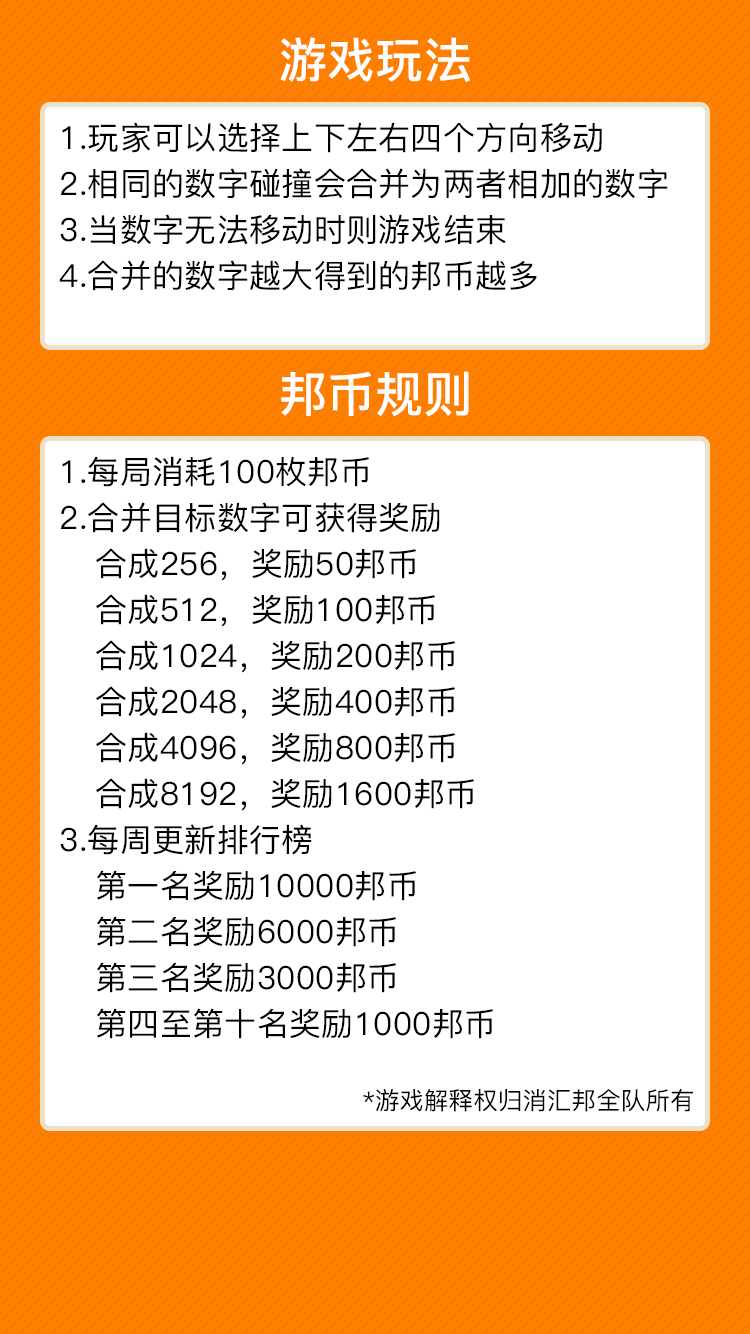 游戏玩法
1.玩家可以选择上下左右四个方向移动
2.相同的数字碰撞会合并为两者相加的数字
3.当数字无法移动时则游戏结束
4.合并的数字越大得到的邦币越多
邦币规则
1.每局消耗100枚邦币
2.合并目标数字可获得奖励
合成256，奖励50邦币
合成512，奖励100邦币
合成1024，奖励200邦币
合成2048，奖励400邦币
合成4096，奖励800邦币
合成8192，奖励1600邦币
3.每周更新排行榜
第一名奖励10000邦币
第二名奖励6000邦币
第三名奖励3000邦币
第四至第十名奖励1000邦币
*游戏解释权归消汇邦全队所有